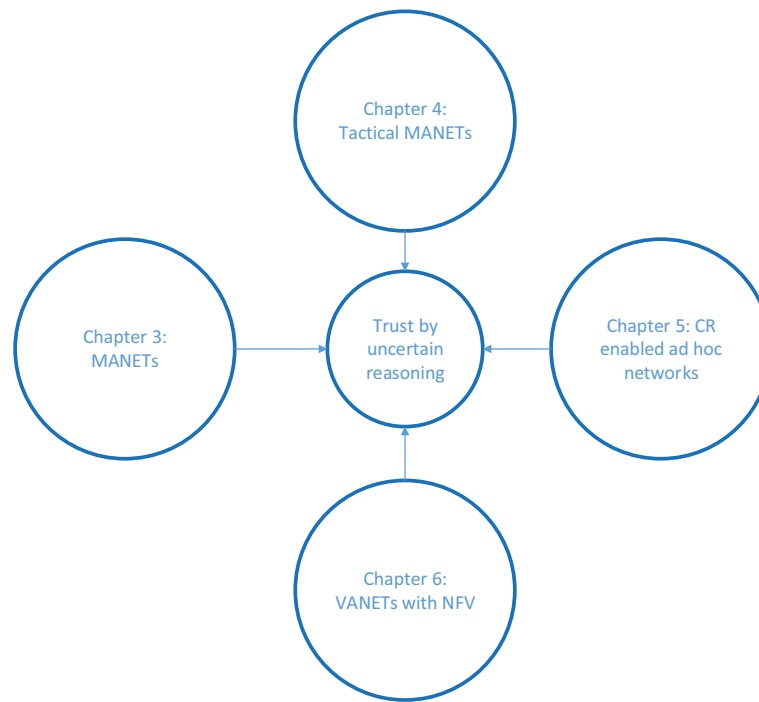 Chapter 4:
Tactical MANETs
Chapter 3:
MANETs
Trust by
uncertain
reasoning
Chapter 5: CR
enabled ad hoc
networks
Chapter 6:
VANETs with NFV